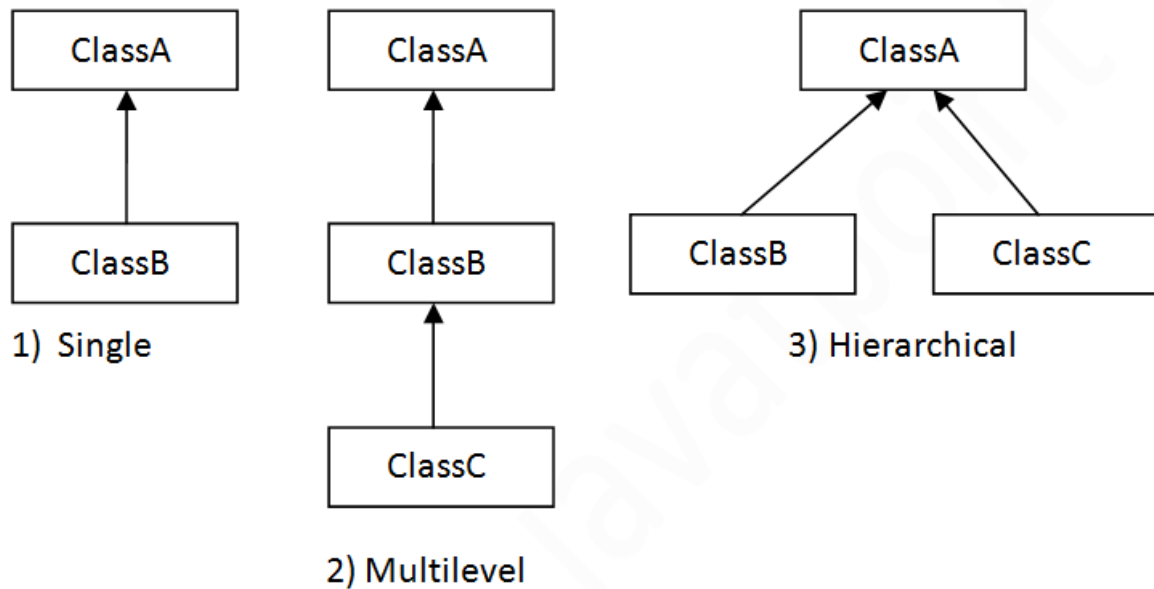 ClassA
ClassB
1) Single
ClassA
ClassB
ClassC
2) Multilevel
ClassA
ClassB
ClassC
3) Hierarchical